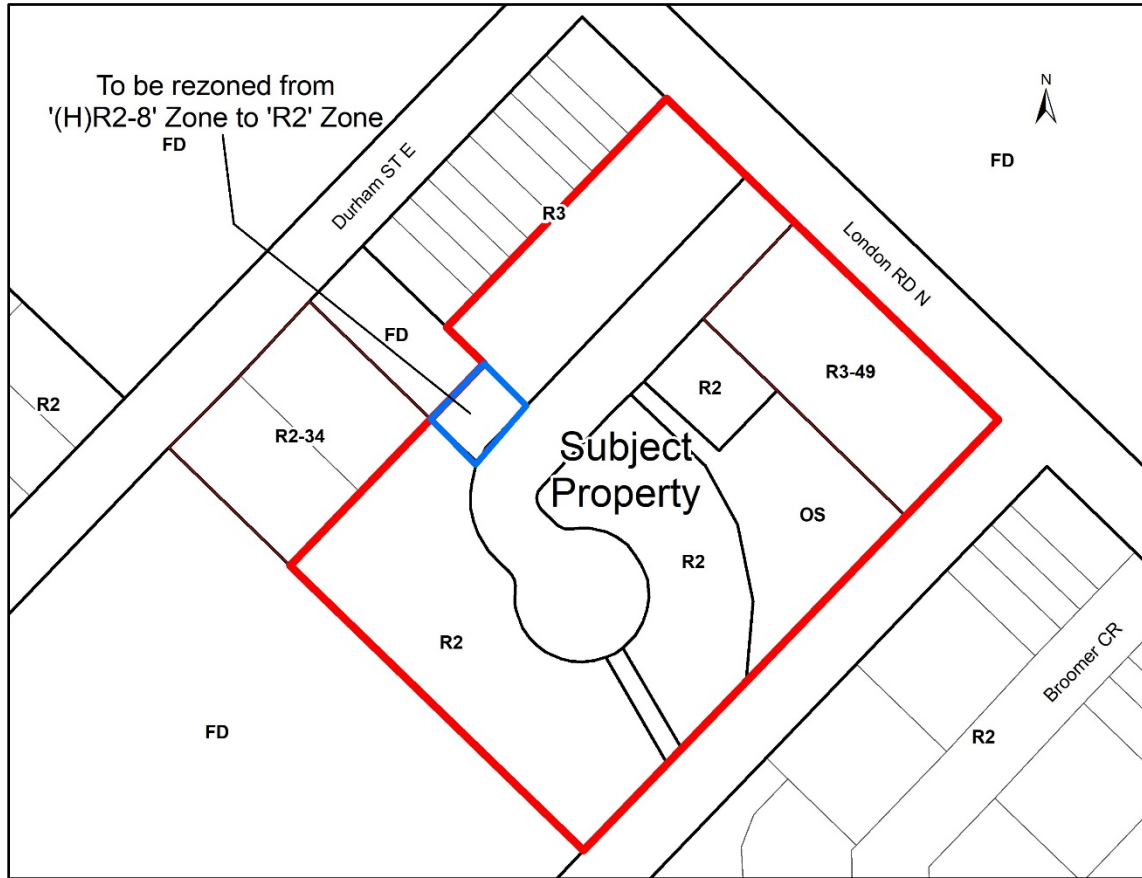 To be rezoned from
'(H)R2-8' Zone to 'R2' Zone
FD
N
FD
Durham ST E
R3
London RD N
FD
R2
R3-49
R2
R2-34
Subject
Property
OS
R2
R2
Broomer CR
FD
R2